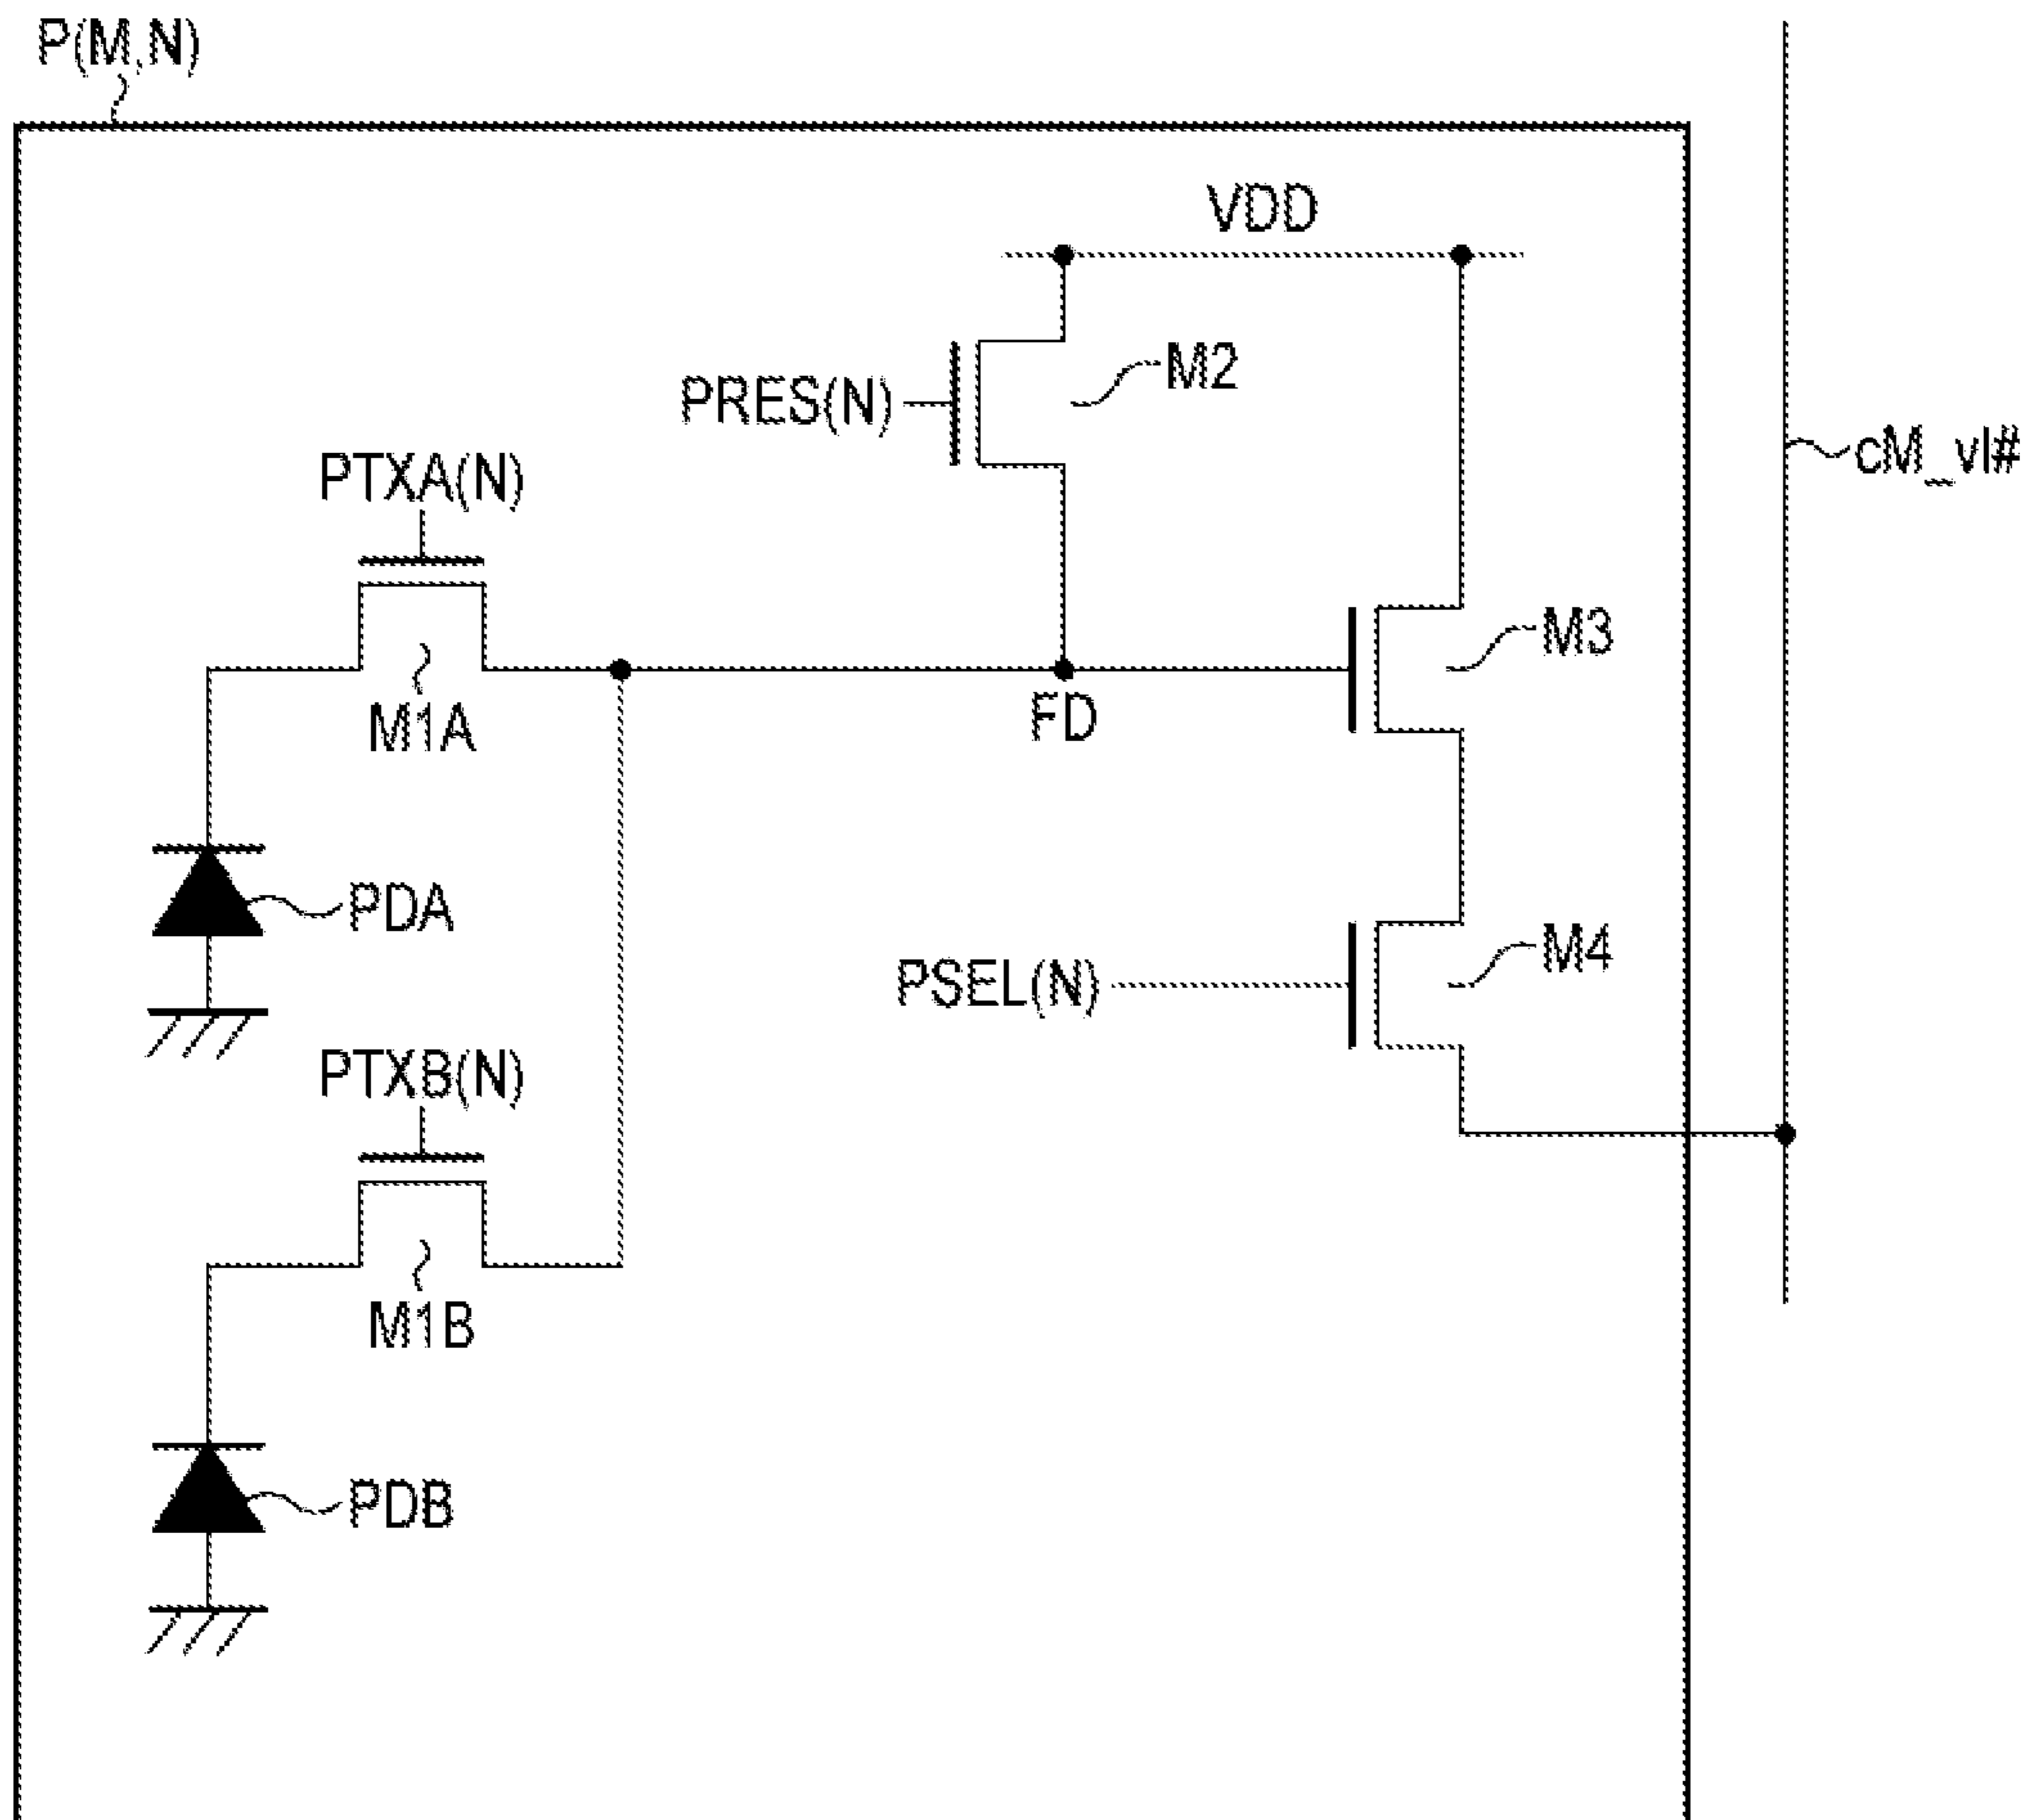 P(M,N)
VDD
M2
PRES(N)
cM_vl#
PTXA(N)
M3
M1A
FD
PDA
M4
PSEL(N)
PTXB(N)
M1B
PDB